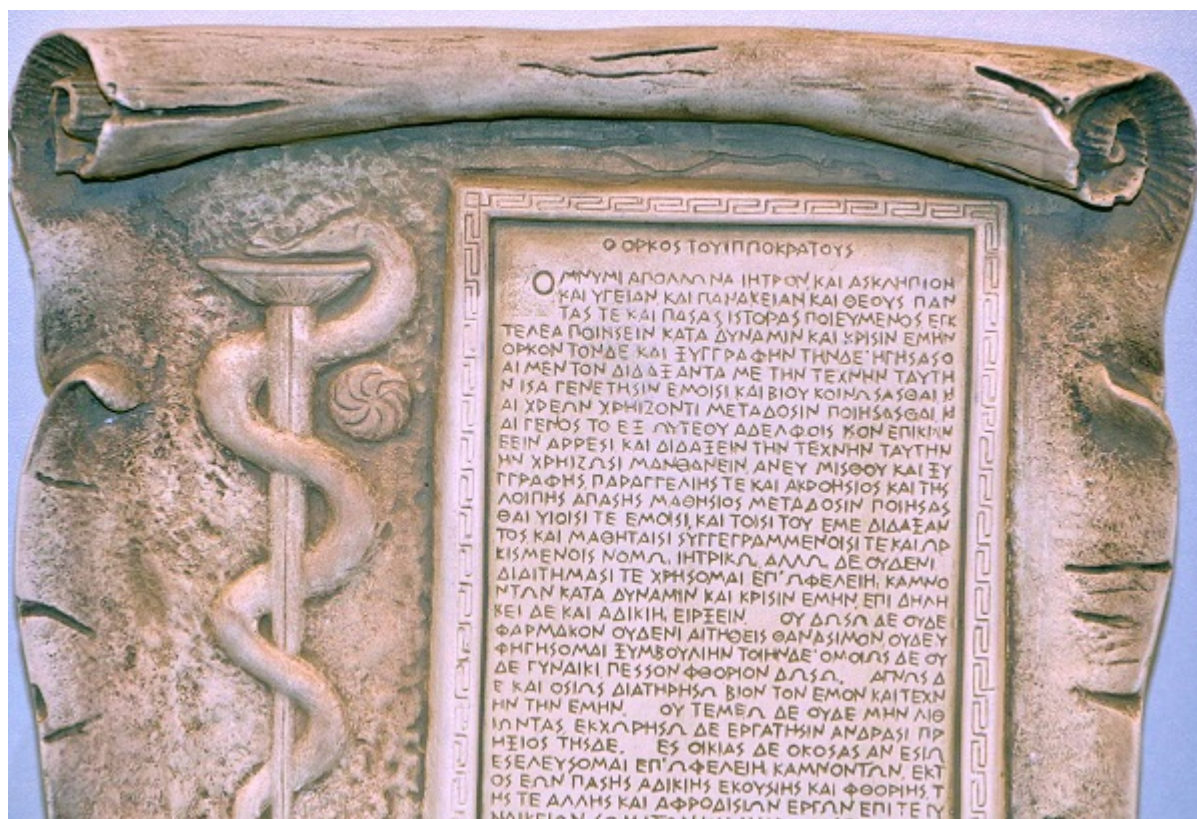 Ο ΟΡΚΟΣ ΤΟΥ ΙΠΠΟΚΡΑΤΟΥΣ
ΟΜΝΥΜΙ ΑΠΟΛΛΩΝΑ ΙΗΤΡΟΝ ΚΑΙ ΑΣΚΛΗΠΙΟΝ
ΚΑΙ ΥΓΕΙΑΝ ΚΑΙ ΠΑΝΑΚΕΙΑΝ ΚΑΙ ΘΕΟΥΣ ΠΑΝ
ΤΑΣ ΤΕ ΚΑΙ ΠΑΣΑΣ ΙΣΤΟΡΑΣ ΠΟΙΕΥΜΕΝΟΣ ΕΓΚ
ΤΕΛΕΑ ΠΟΙΗΣΕΙΝ ΚΑΤΑ ΔΥΝΑΜΙΝ ΚΑΙ ΚΡΙΣΙΝ ΕΜΗΝ
ΟΡΚΟΝ ΤΟΝΔΕ ΚΑΙ ΞΥΓΓΡΑΦΗΝ ΤΗΝΔΕ' ΗΓΗΣΑΣΘ
ΑΙ ΜΕΝ ΤΟΝ ΔΙΔΑΞΑΝΤΑ ΜΕ ΤΗΝ ΤΕΧΝΗΝ ΤΑΥΤΗ
Ν ΙΣΑ ΓΕΝΕΤΗΣΙΝ ΕΜΟΙΣΙ ΚΑΙ ΒΙΟΥ ΚΟΙΝΩΣΑΣΘΑΙ Κ
ΑΙ ΧΡΕΩΝ ΧΡΗΙΖΟΝΤΙ ΜΕΤΑΔΟΣΙΝ ΠΟΙΗΣΑΣΘΑΙ Κ
ΑΙ ΓΕΝΟΣ ΤΟ ΕΞ ΩΥΤΕΟΥ ΑΔΕΛΦΟΙΣ ΙΣΟΝ ΕΠΙΚΡΙΝ
ΕΕΙΝ ΑΡΡΕΣΙ ΚΑΙ ΔΙΔΑΞΕΙΝ ΤΗΝ ΤΕΧΝΗΝ ΤΑΥΤΗΝ
ΗΝ ΧΡΗΙΖΩΣΙ ΜΑΝΘΑΝΕΙΝ, ΑΝΕΥ ΜΙΣΘΟΥ ΚΑΙ ΞΥ
ΓΓΡΑΦΗΣ, ΠΑΡΑΓΓΕΛΙΗΣ ΤΕ ΚΑΙ ΑΚΡΟΗΣΙΟΣ ΚΑΙ ΤΗΣ
ΛΟΙΠΗΣ ΑΠΑΣΗΣ ΜΑΘΗΣΙΟΣ ΜΕΤΑΔΟΣΙΝ ΠΟΙΗΣΑΣ
ΘΑΙ ΥΙΟΙΣΙ ΤΕ ΕΜΟΙΣΙ, ΚΑΙ ΤΟΙΣΙ ΤΟΥ ΕΜΕ ΔΙΔΑΞΑΝ
ΤΟΣ ΚΑΙ ΜΑΘΗΤΑΙΣΙ ΣΥΓΓΕΓΡΑΜΜΕΝΟΙΣΙ ΤΕ ΚΑΙ ΩΡ
ΚΙΣΜΕΝΟΙΣ ΝΟΜΩ, ΙΗΤΡΙΚΩ, ΑΛΛΩ, ΔΕ ΟΥΔΕΝΙ
ΔΙΑΙΤΗΜΑΣΙ ΤΕ ΧΡΗΣΟΜΑΙ ΕΠ' ΩΦΕΛΕΙΗ, ΚΑΜΝΟ
ΝΤΩΝ ΚΑΤΑ ΔΥΝΑΜΙΝ ΚΑΙ ΚΡΙΣΙΝ ΕΜΗΝ, ΕΠΙ ΔΗΛΗ
ΚΕΙ ΔΕ ΚΑΙ ΑΔΙΚΙΗ, ΕΙΡΞΕΙΝ. ΟΥ ΔΩΣΩ ΔΕ ΟΥΔΕ
ΦΑΡΜΑΚΟΝ ΟΥΔΕΝΙ ΑΙΤΗΘΕΙΣ ΘΑΝΑΣΙΜΟΝ ΟΥΔΕ Υ
ΦΗΓΗΣΟΜΑΙ ΞΥΜΒΟΥΛΙΗΝ ΤΟΙΗΝΔΕ' ΟΜΟΙΩΣ ΔΕ ΟΥ
ΔΕ ΓΥΝΑΙΚΙ ΠΕΣΣΟΝ ΦΘΟΡΙΟΝ ΔΩΣΩ. ΑΓΝΩΣ Δ
Ε ΚΑΙ ΟΣΙΩΣ ΔΙΑΤΗΡΗΣΩ ΒΙΟΝ ΤΟΝ ΕΜΟΝ ΚΑΙ ΤΕΧΝ
ΗΝ ΤΗΝ ΕΜΗΝ. ΟΥ ΤΕΜΕΩ ΔΕ ΟΥΔΕ ΜΗΝ ΛΙΘ
ΙΩΝΤΑΣ, ΕΚΧΩΡΗΣΩ ΔΕ ΕΡΓΑΤΗΣΙΝ ΑΝΔΡΑΣΙ ΠΡ
ΗΞΙΟΣ ΤΗΣΔΕ. ΕΣ ΟΙΚΙΑΣ ΔΕ ΟΚΟΣΑΣ ΑΝ ΕΣΙΩ
ΕΣΕΛΕΥΣΟΜΑΙ ΕΠ' ΩΦΕΛΕΙΗ, ΚΑΜΝΟΝΤΩΝ, ΕΚΤ
ΟΣ ΕΩΝ ΠΑΣΗΣ ΑΔΙΚΙΗΣ ΕΚΟΥΣΙΗΣ ΚΑΙ ΦΘΟΡΙΗΣ, Τ
ΗΣ ΤΕ ΑΛΛΗΣ ΚΑΙ ΑΦΡΟΔΙΣΙΩΝ ΕΡΓΩΝ ΕΠΙ ΤΕ ΓΥ